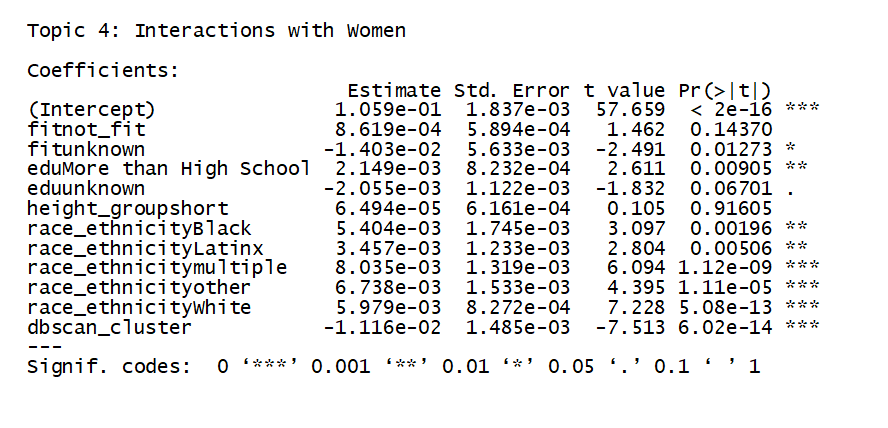 Topic 4: Interactions with Women
Coefficients:
Estimate Std. Error t value Pr(>|t|)
(Intercept) 1.059e-01 1.837e-03 57.659 < 2e-16 ***
fitnot_fit 8.619e-04 5.894e-04 1.462 0.14370
fitunknown -1.403e-02 5.633e-03 -2.491 0.01273 *
eduMore than High School 2.149e-03 8.232e-04 2.611 0.00905 **
eduunknown -2.055e-03 1.122e-03 -1.832 0.06701 .
height_groupshort 6.494e-05 6.161e-04 0.105 0.91605
race_ethnicityBlack 5.404e-03 1.745e-03 3.097 0.00196 **
race_ethnicityLatinx 3.457e-03 1.233e-03 2.804 0.00506 **
race_ethnicitymultiple 8.035e-03 1.319e-03 6.094 1.12e-09 ***
race_ethnicityother 6.738e-03 1.533e-03 4.395 1.11e-05 ***
race_ethnicityWhite 5.979e-03 8.272e-04 7.228 5.08e-13 ***
dbscan_cluster -1.116e-02 1.485e-03 -7.513 6.02e-14 ***
---
Signif. codes: 0 ‘***’ 0.001 ‘**’ 0.01 ‘*’ 0.05 ‘.’ 0.1 ‘ ’ 1